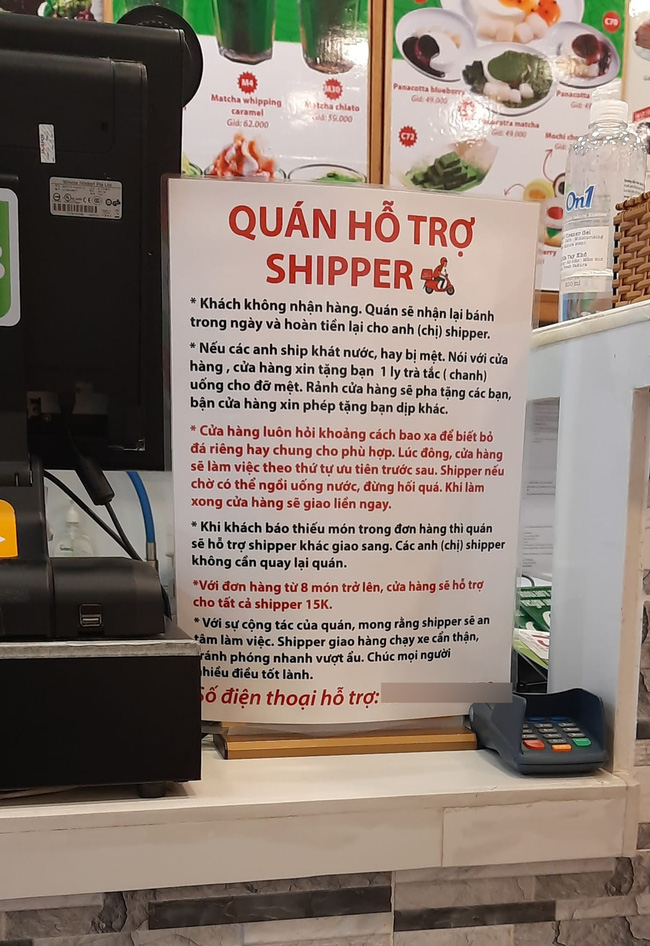 M4
M30
Matcha whipping
caramel
Giá: 62.000
Matcha chiato
Giá: 59.000
C70
Panacotta blueberry
Giá: 49.000
matcha
Giá: 49.000
Mochi
C72
On1
QUÁN HỖ TRỢ
SHIPPER
* Khách không nhận hàng. Quán sẽ nhận lại bánh
trong ngày và hoàn tiền lại cho anh (chị) shipper.
* Nếu các anh ship khát nước, hay bị mệt. Nói với cửa
hàng , cửa hàng xin tặng bạn 1 ly trà tắc ( chanh)
uống cho đỡ mệt. Rảnh cửa hàng sẽ pha tặng các bạn,
bận cửa hàng xin phép tặng bạn dịp khác.
* Cửa hàng luôn hỏi khoảng cách bao xa để biết bỏ
đá riêng hay chung cho phù hợp. Lúc đông, cửa hàng
sẽ làm việc theo thứ tự ưu tiên trước sau. Shipper nếu
chờ có thể ngồi uống nước, đừng hối quá. Khi làm
xong cửa hàng sẽ giao liền ngay.
* Khi khách báo thiếu món trong đơn hàng thì quán
sẽ hỗ trợ shipper khác giao sang. Các anh (chị) shipper
không cần quay lại quán.
*Với đơn hàng từ 8 món trở lên, cửa hàng sẽ hỗ trợ
cho tất cả shipper 15K.
* Với sự cộng tác của quán, mong rằng shipper sẽ an
tâm làm việc. Shipper giao hàng chạy xe cẩn thận,
tránh phóng nhanh vượt ẩu. Chúc mọi người
nhiều điều tốt lành.
Số điện thoại hỗ trợ: